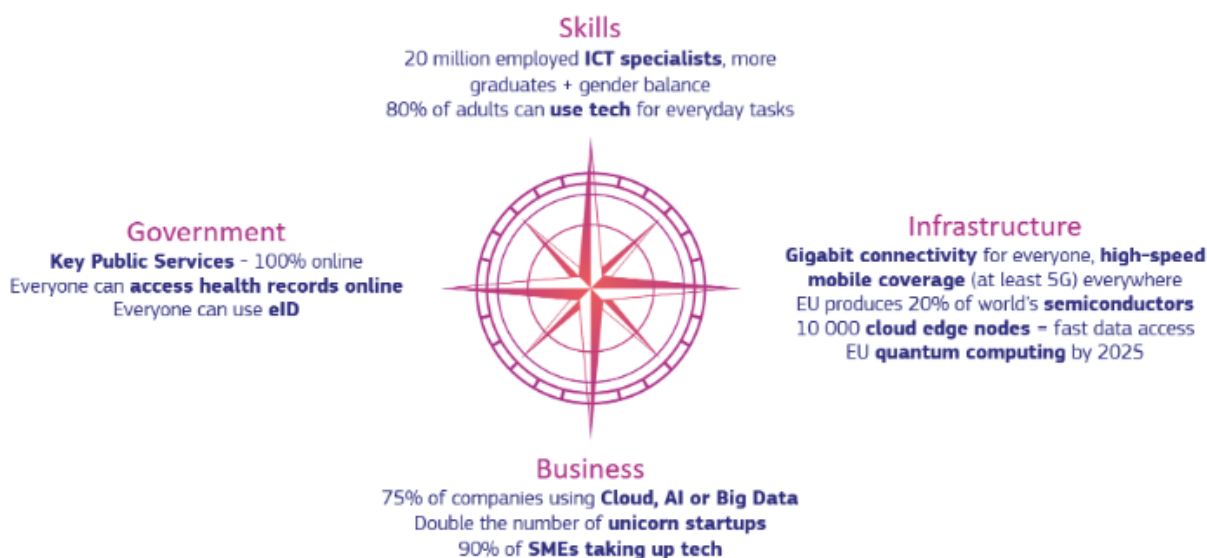 Skills
20 million employed ICT specialists, more
graduates + gender balance
80% of adults can use tech for everyday tasks
Government
Key Public Services - 100% online
Everyone can access health records online
Everyone can use eID
Infrastructure
Gigabit connectivity for everyone, high-speed
mobile coverage (at least 5G) everywhere
EU produces 20% of world's semiconductors
10 000 cloud edge nodes = fast data access
EU quantum computing by 2025
Business
75% of companies using Cloud, AI or Big Data
Double the number of unicorn startups
90% of SMEs taking up tech